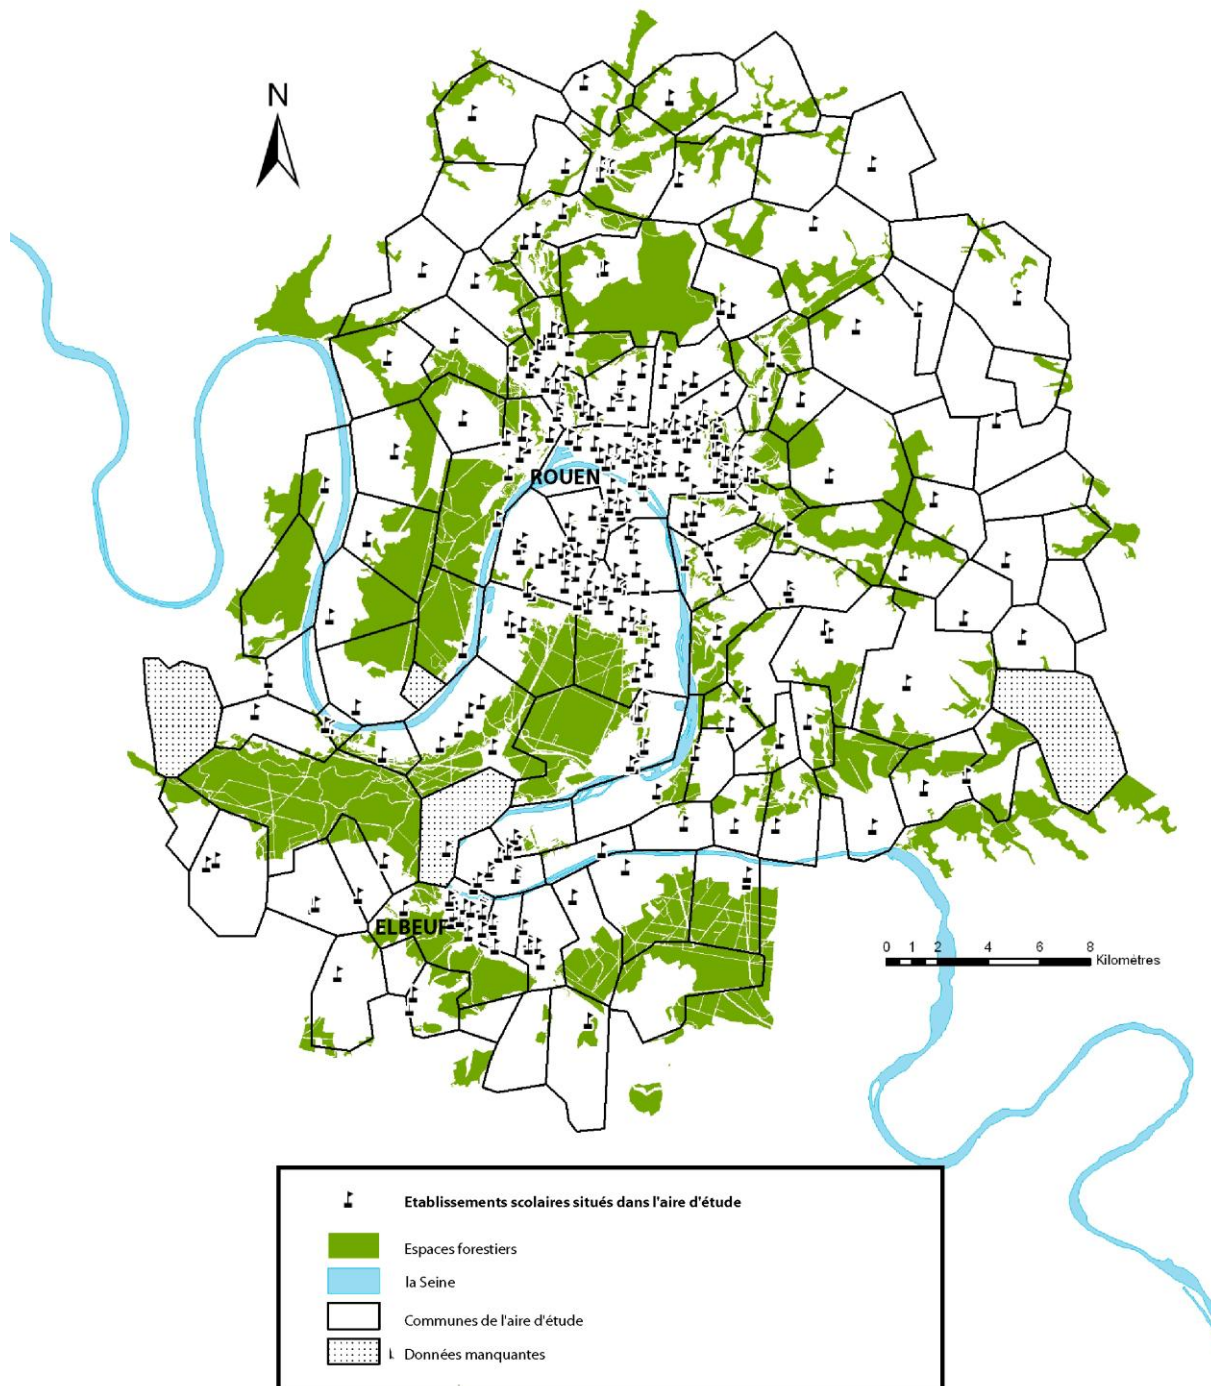 N
ROUEN
ELBEUF
0 1 2 4 6 8 Kilomètres
Etablissements scolaires situés dans l'aire d'étude
Espaces forestiers
la Seine
Communes de l'aire d'étude
Données manquantes